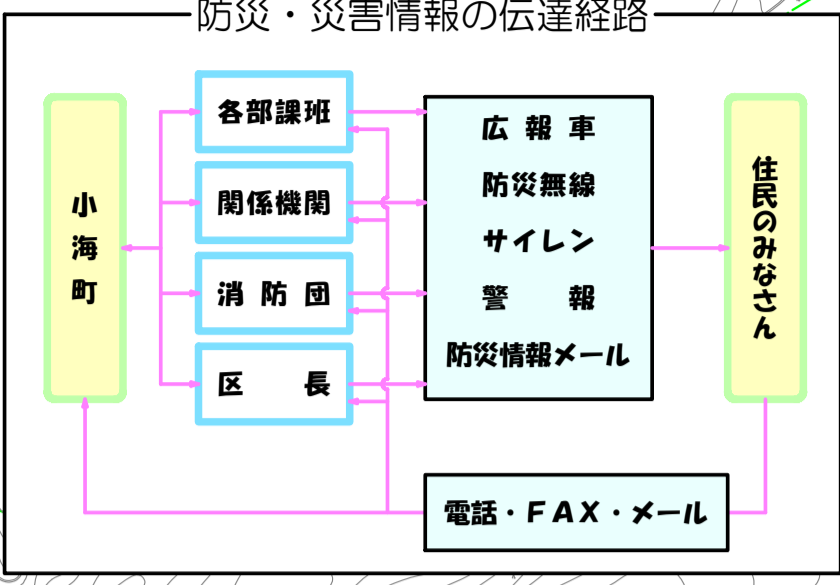 防災・災害情報の伝達経路
小海町
各部課班
関係機関
消防団
区長
広報車
防災無線
サイレン
警報
防災情報メール
住民のみなさん
電話・FAX・メール